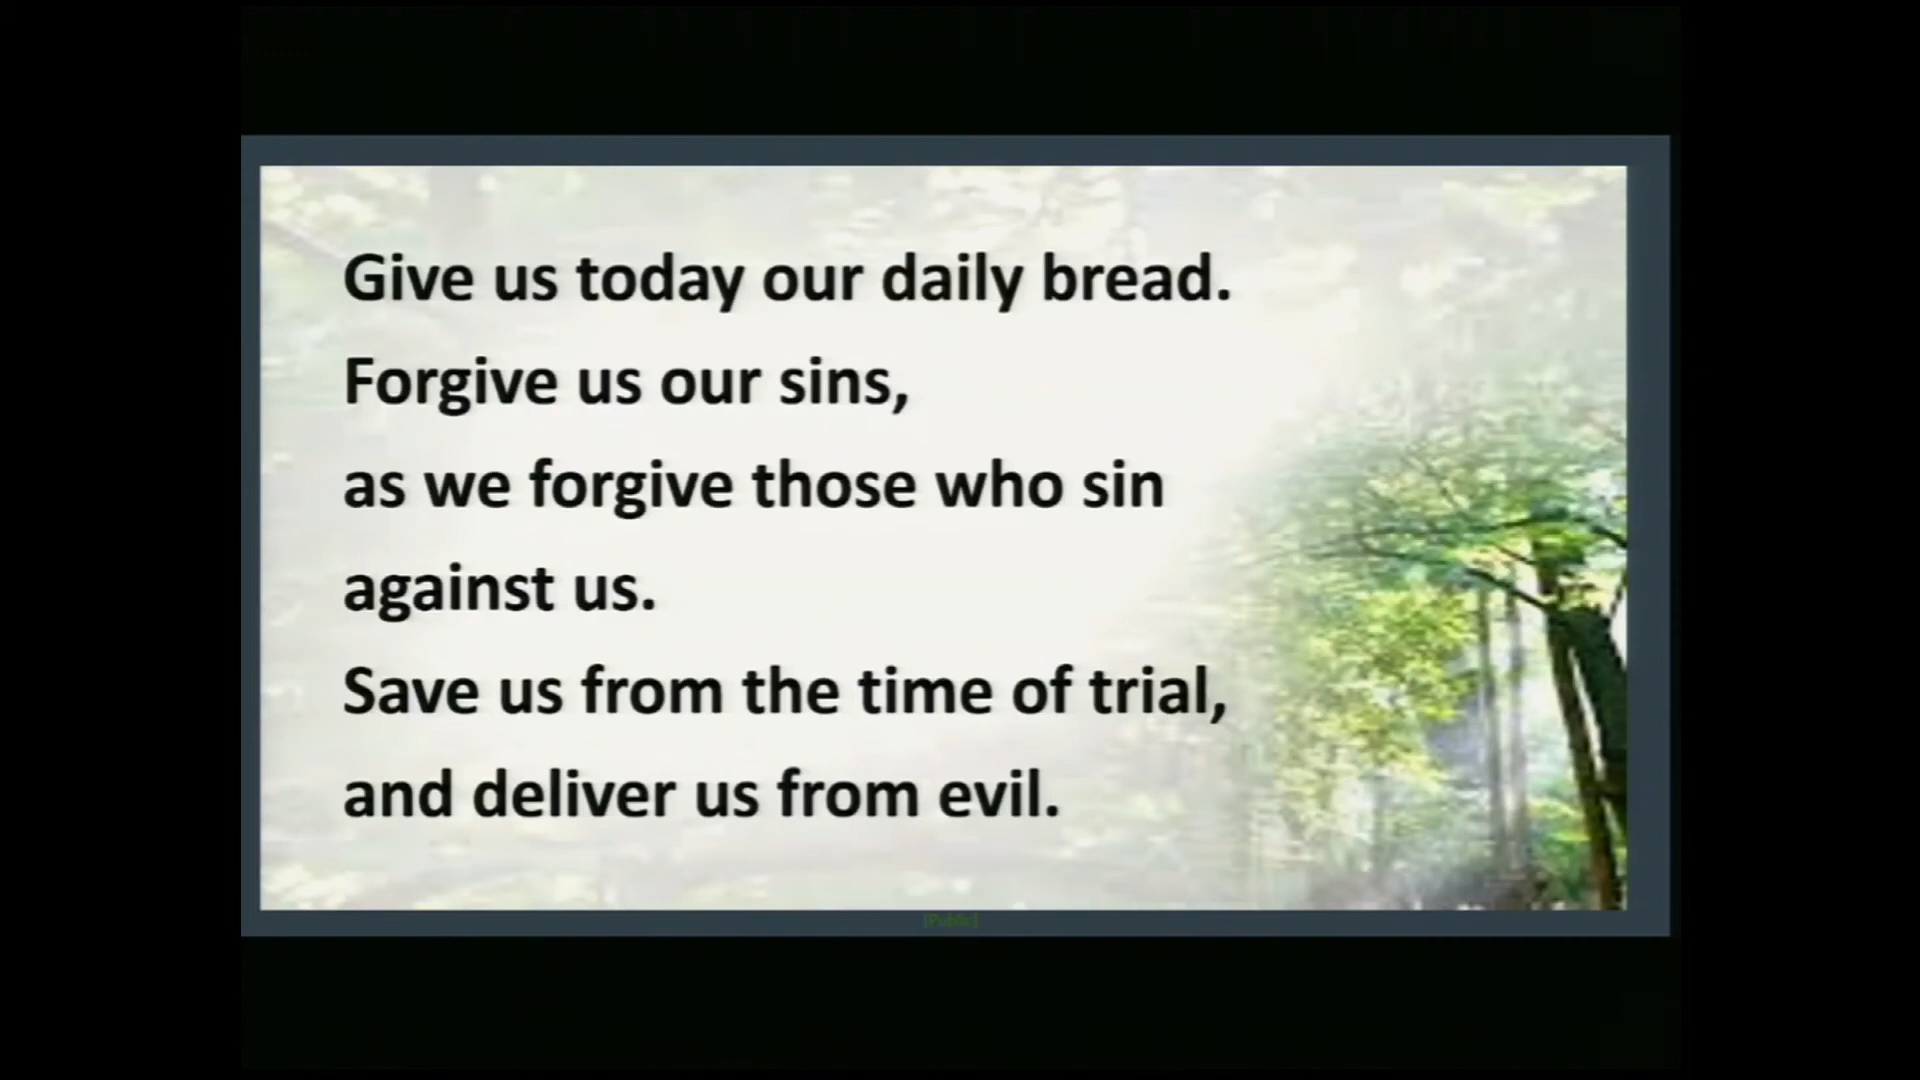 Give us today our daily bread.
Forgive us our sins,
as we forgive those who sin
against us.
Save us from the time of trial,
and deliver us from evil.
[Public]